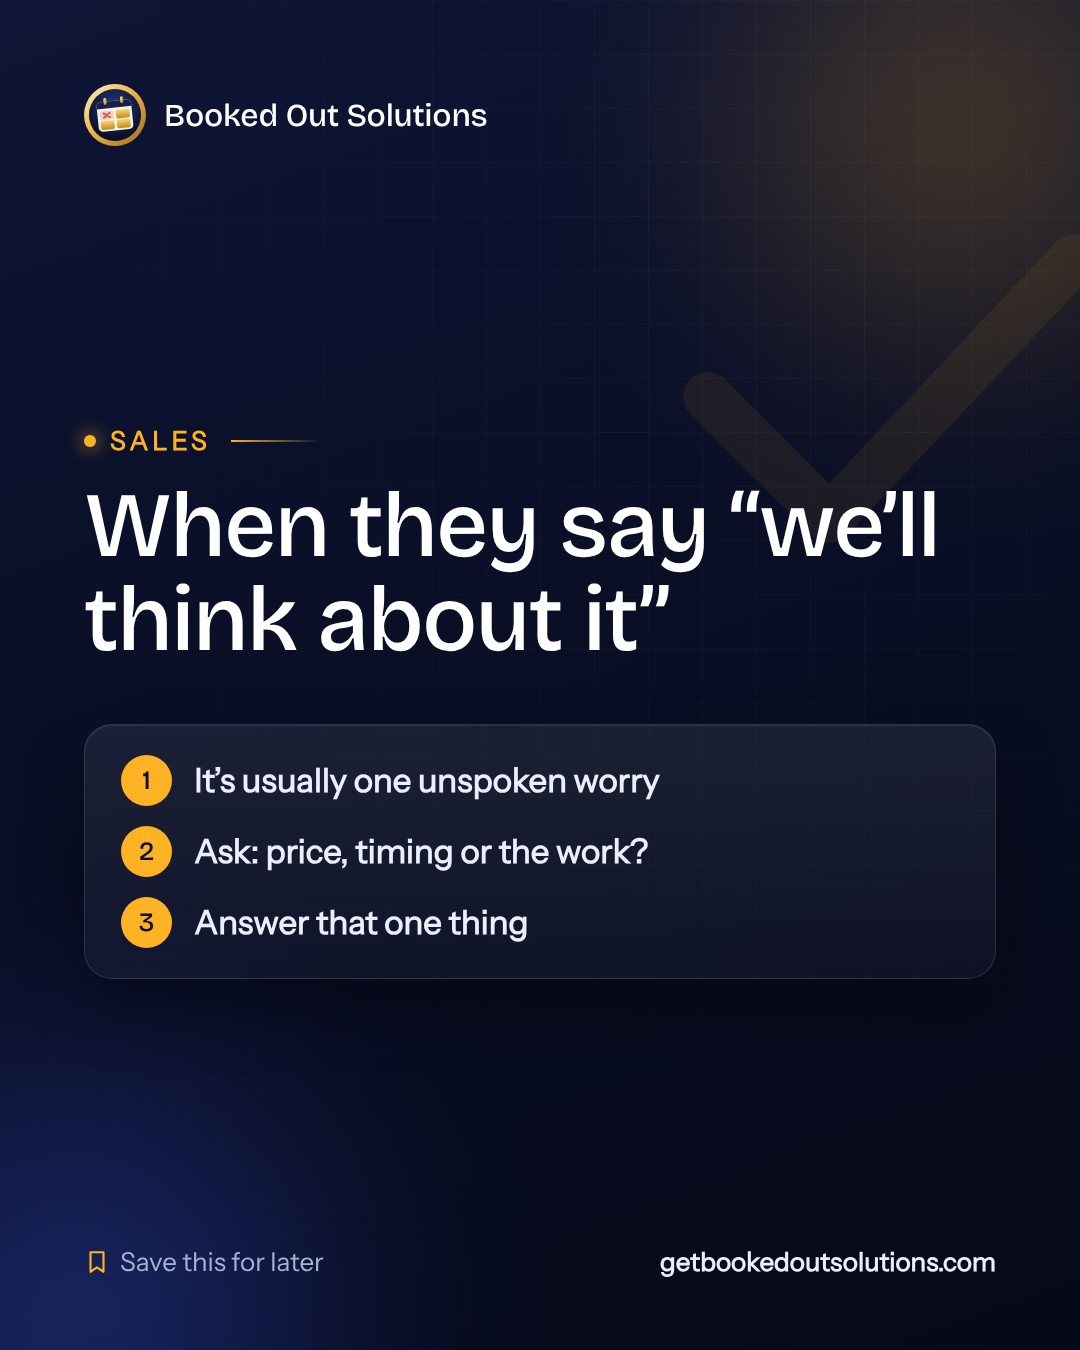 Booked Out Solutions
SALES
When they say “we’ll
think about it”
1 It’s usually one unspoken worry
2 Ask: price, timing or the work?
3 Answer that one thing
Save this for later
getbookedoutsolutions.com